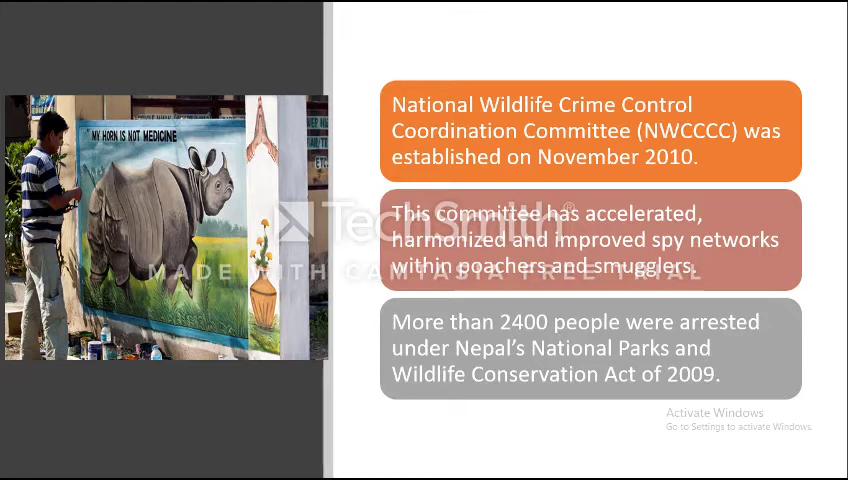 "MY HORN IS NOT MEDICINE
ETC.
National Wildlife Crime Control
Coordination Committee (NWCCCC) was
established on November 2010.
This committee has accelerated,
harmonized and improved spy networks
within poachers and smugglers.
More than 2400 people were arrested
under Nepal's National Parks and
Wildlife Conservation Act of 2009.
TechSmith®
MADE WITH CAMTASIA FREE TRIAL
Activate Windows
Go to Settings to activate Windows.